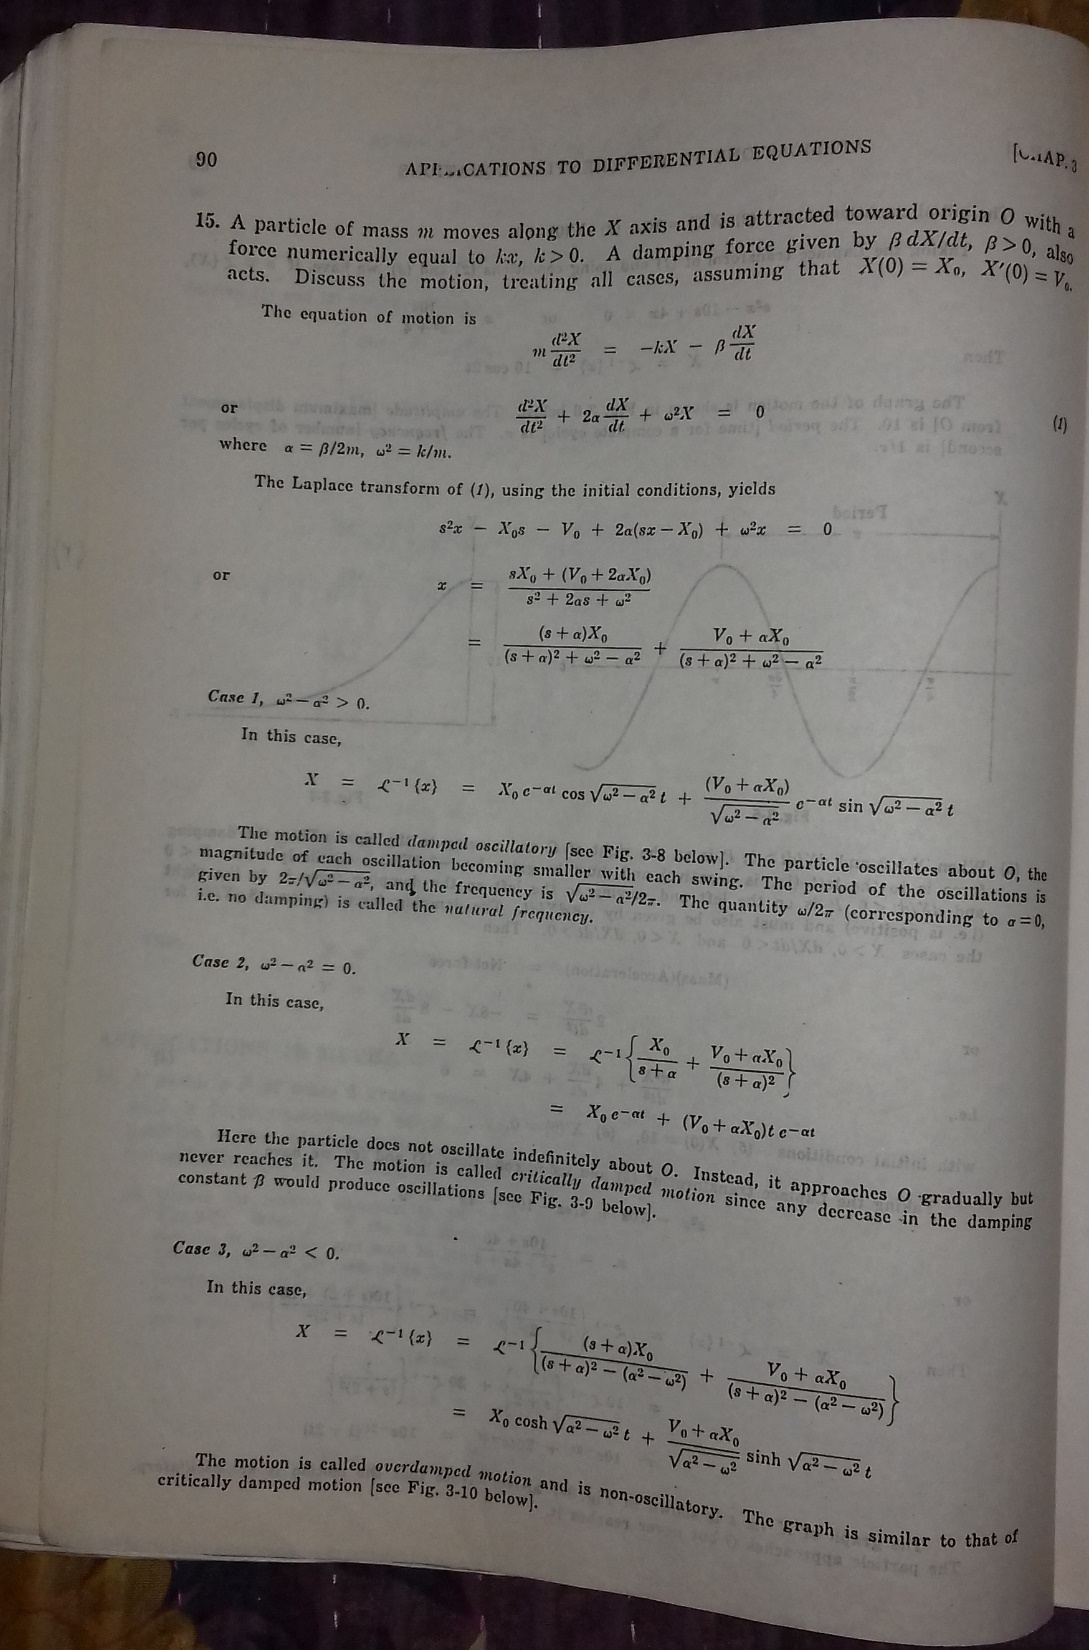 90 APPLICATIONS TO DIFFERENTIAL EQUATIONS [CHAP. 3
15. A particle of mass m moves along the X axis and is attracted toward origin O with a
force numerically equal to kx, k > 0. A damping force given by β dX/dt, β > 0, also
acts. Discuss the motion, treating all cases, assuming that X(0) = X₀, X′(0) = V₀.
The equation of motion is
m d²X/dt² = −kX − β dX/dt
or d²X/dt² + 2α dX/dt + ω²X = 0 (1)
where α = β/2m, ω² = k/m.
The Laplace transform of (1), using the initial conditions, yields
s²x − X₀s − V₀ + 2α(sx − X₀) + ω²x = 0
or x = (sX₀ + (V₀ + 2αX₀))/(s² + 2αs + ω²)
= (s + α)X₀/((s + α)² + ω² − α²) + (V₀ + αX₀)/((s + α)² + ω² − α²)
Case 1, ω² − α² > 0.
In this case,
X = ℒ⁻¹{x} = X₀ e^(−αt) cos √(ω² − α²) t + (V₀ + αX₀)/√(ω² − α²) e^(−αt) sin √(ω² − α²) t
The motion is called damped oscillatory [see Fig. 3-8 below]. The particle oscillates about O, the
magnitude of each oscillation becoming smaller with each swing. The period of the oscillations is
given by 2π/√(ω² − α²), and the frequency is √(ω² − α²)/2π. The quantity ω/2π (corresponding to α = 0,
i.e. no damping) is called the natural frequency.
Case 2, ω² − α² = 0.
In this case,
X = ℒ⁻¹{x} = ℒ⁻¹{X₀/(s + α) + (V₀ + αX₀)/(s + α)²}
= X₀ e^(−αt) + (V₀ + αX₀)t e^(−αt)
Here the particle does not oscillate indefinitely about O. Instead, it approaches O gradually but
never reaches it. The motion is called critically damped motion since any decrease in the damping
constant β would produce oscillations [see Fig. 3-9 below].
Case 3, ω² − α² < 0.
In this case,
X = ℒ⁻¹{x} = ℒ⁻¹{(s + α)X₀/((s + α)² − (α² − ω²)) + (V₀ + αX₀)/((s + α)² − (α² − ω²))}
= X₀ cosh √(α² − ω²) t + (V₀ + αX₀)/√(α² − ω²) sinh √(α² − ω²) t
The motion is called overdamped motion and is non-oscillatory. The graph is similar to that of
critically damped motion [see Fig. 3-10 below].